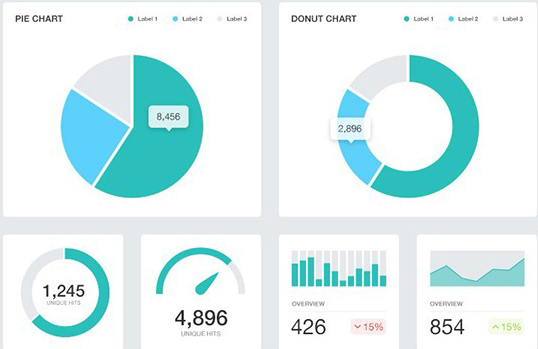 PIE CHART
Label 1 Label 2 Label 3
8,456
DONUT CHART
Label 1 Label 2 Label 3
2,896
1,245
UNIQUE HITS
4,896
UNIQUE HITS
OVERVIEW
426 15%
OVERVIEW
854 15%